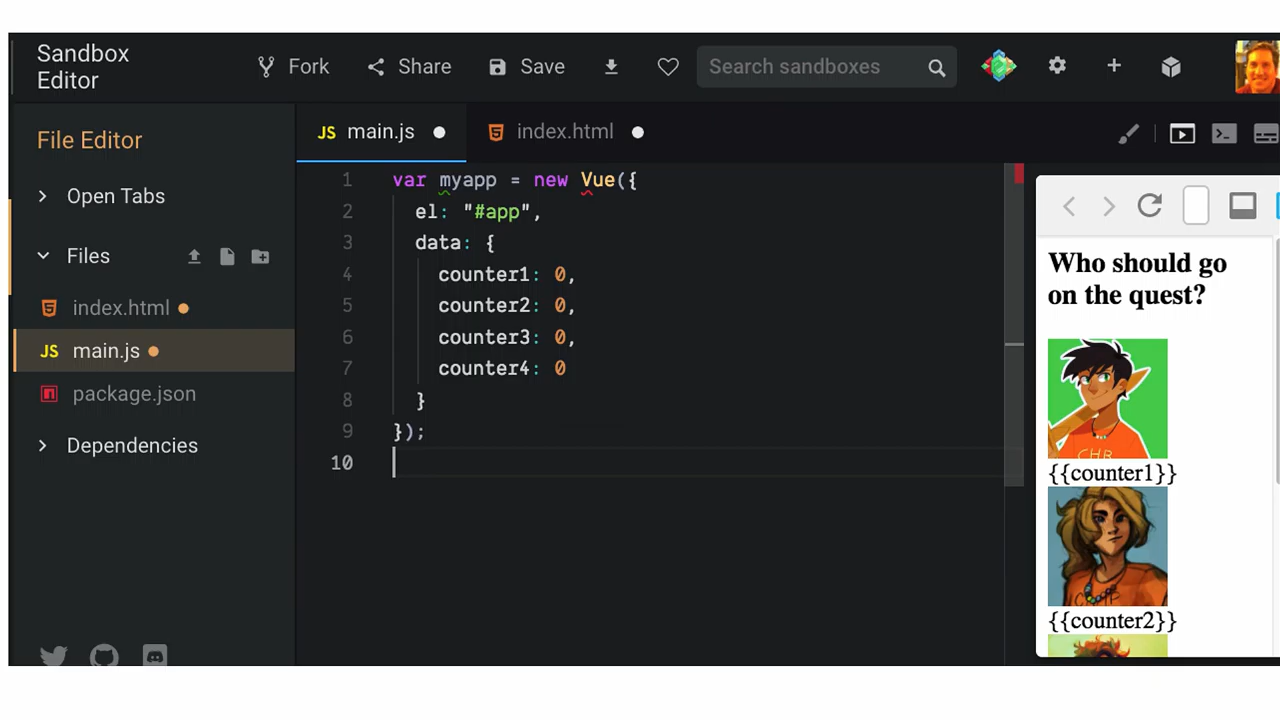 Sandbox
Editor
Fork
Share
Save
Search sandboxes
File Editor
Open Tabs
Files
index.html
JS main.js
package.json
Dependencies
JS main.js
index.html
1 var myapp = new Vue({
2 el: "#app",
3 data: {
4 counter1: 0,
5 counter2: 0,
6 counter3: 0,
7 counter4: 0
8 }
9 });
10
Who should go
on the quest?
CHB
{{counter1}}
{{counter2}}